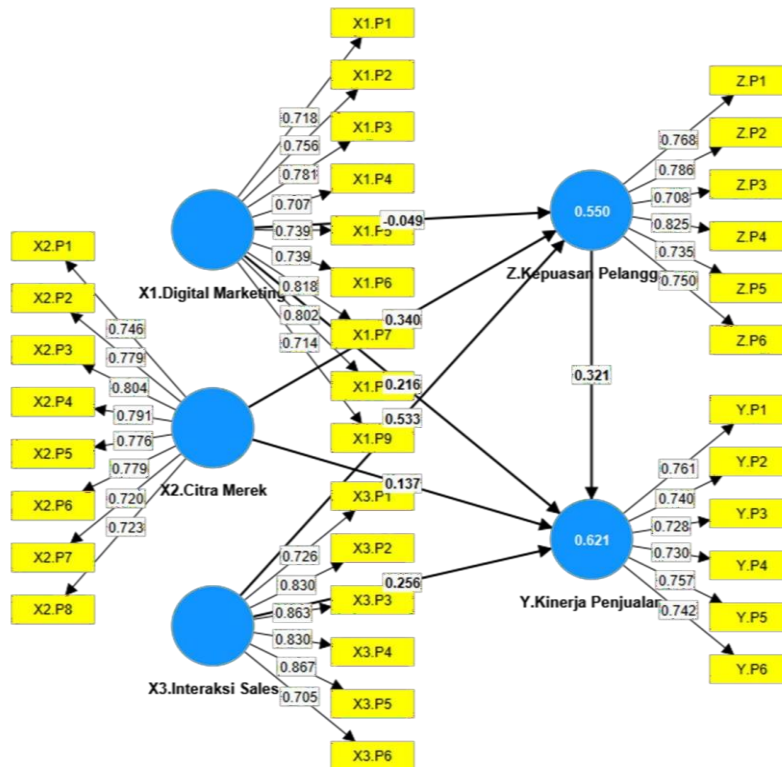 X1.P1
X1.P2
X1.P3
X1.P4
X1.P5
X1.P6
X1.P7
X1.P
X1.P9
0.718
0.756
0.781
0.707
0.739
0.739
0.818
0.802
0.714
X1.Digital Marketing
X2.P1
X2.P2
X2.P3
X2.P4
X2.P5
X2.P6
X2.P7
X2.P8
0.746
0.779
0.804
0.791
0.776
0.779
0.720
0.723
X2.Citra Merek
X3.P1
X3.P2
X3.P3
X3.P4
X3.P5
X3.P6
0.726
0.830
0.863
0.830
0.867
0.705
X3.Interaksi Sales
-0.049
0.340
0.216
0.533
0.137
0.256
0.321
0.550
Z.Kepuasan Pelangg
Z.P1
Z.P2
Z.P3
Z.P4
Z.P5
Z.P6
0.768
0.786
0.708
0.825
0.735
0.750
0.621
Y.Kinerja Penjualan
Y.P1
Y.P2
Y.P3
Y.P4
Y.P5
Y.P6
0.761
0.740
0.728
0.730
0.757
0.742